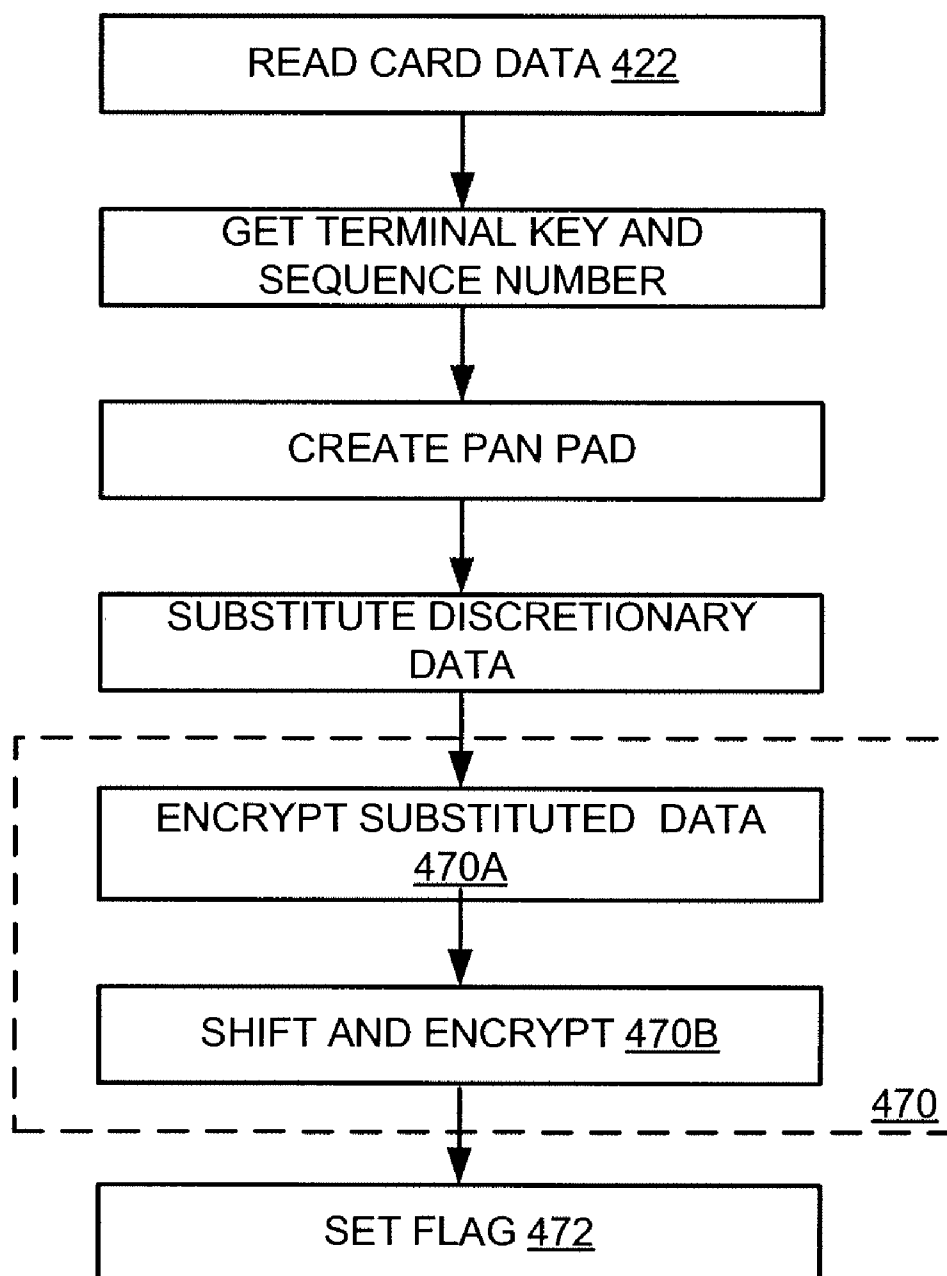 READ CARD DATA 422
GET TERMINAL KEY AND
SEQUENCE NUMBER
CREATE PAN PAD
SUBSTITUTE DISCRETIONARY
DATA
ENCRYPT SUBSTITUTED DATA
470A
SHIFT AND ENCRYPT 470B
470
SET FLAG 472